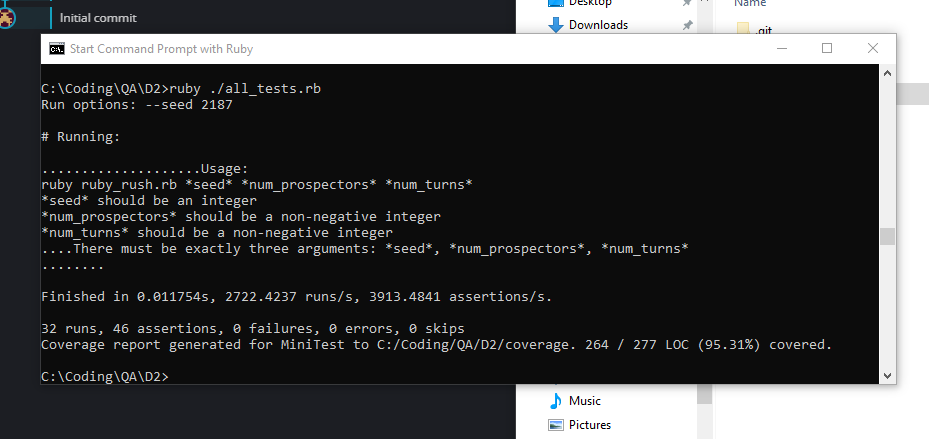 Initial commit
Desktop
Name
Downloads
.git
Start Command Prompt with Ruby
C:\Coding\QA\D2>ruby ./all_tests.rb
Run options: --seed 2187
# Running:
....................Usage:
ruby ruby_rush.rb *seed* *num_prospectors* *num_turns*
*seed* should be an integer
*num_prospectors* should be a non-negative integer
*num_turns* should be a non-negative integer
....There must be exactly three arguments: *seed*, *num_prospectors*, *num_turns*
........
Finished in 0.011754s, 2722.4237 runs/s, 3913.4841 assertions/s.
32 runs, 46 assertions, 0 failures, 0 errors, 0 skips
Coverage report generated for MiniTest to C:/Coding/QA/D2/coverage. 264 / 277 LOC (95.31%) covered.
C:\Coding\QA\D2>
Music
Pictures